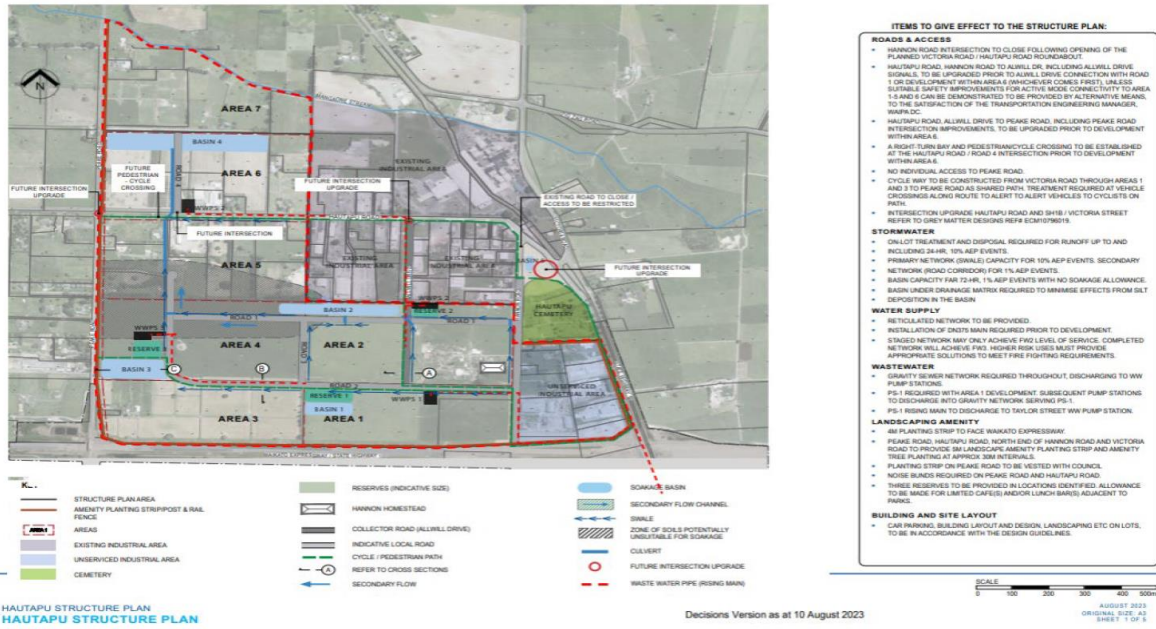 ITEMS TO GIVE EFFECT TO THE STRUCTURE PLAN:
ROADS & ACCESS
HANNON ROAD INTERSECTION TO CLOSE FOLLOWING OPENING OF THE
PLANNED VICTORIA ROAD / HAUTAPU ROAD ROUNDABOUT.
HAUTAPU ROAD, HANNON ROAD TO ALWILL DR, INCLUDING ALLWILL DRIVE
SIGNALS, TO BE UPGRADED PRIOR TO ALWILL DRIVE CONNECTION WITH ROAD
1 OR DEVELOPMENT WITHIN AREA 6 (WHICHEVER COMES FIRST), UNLESS
SUITABLE SAFETY IMPROVEMENTS FOR ACTIVE MODE CONNECTIVITY TO AREA
1-5 AND 6 CAN BE DEMONSTRATED TO BE PROVIDED BY ALTERNATIVE MEANS,
TO THE SATISFACTION OF THE TRANSPORTATION ENGINEERING MANAGER,
WAIPA DC.
HAUTAPU ROAD, ALLWILL DRIVE TO PEAKE ROAD, INCLUDING PEAKE ROAD
INTERSECTION IMPROVEMENTS, TO BE UPGRADED PRIOR TO DEVELOPMENT
WITHIN AREA 6.
A RIGHT-TURN BAY AND PEDESTRIAN/CYCLE CROSSING TO BE ESTABLISHED
AT THE HAUTAPU ROAD / ROAD 4 INTERSECTION PRIOR TO DEVELOPMENT
WITHIN AREA 6.
NO INDIVIDUAL ACCESS TO PEAKE ROAD.
CYCLE WAY TO BE CONSTRUCTED FROM VICTORIA ROAD THROUGH AREAS 1
AND 3 TO PEAKE ROAD AS SHARED PATH. TREATMENT REQUIRED AT VEHICLE
CROSSINGS ALONG ROUTE TO ALERT TO ALERT VEHICLES TO CYCLISTS ON
PATH.
INTERSECTION UPGRADE HAUTAPU ROAD AND SH1B / VICTORIA STREET
REFER TO GREY MATTER DESIGNS REF# ECM10796019.
STORMWATER
ON-LOT TREATMENT AND DISPOSAL REQUIRED FOR RUNOFF UP TO AND
INCLUDING 24-HR, 10% AEP EVENTS.
PRIMARY NETWORK (SWALE) CAPACITY FOR 10% AEP EVENTS. SECONDARY
NETWORK (ROAD CORRIDOR) FOR 1% AEP EVENTS.
BASIN CAPACITY FAR 72-HR, 1% AEP EVENTS WITH NO SOAKAGE ALLOWANCE.
BASIN UNDER DRAINAGE MATRIX REQUIRED TO MINIMISE EFFECTS FROM SILT
DEPOSITION IN THE BASIN
WATER SUPPLY
RETICULATED NETWORK TO BE PROVIDED.
INSTALLATION OF DN375 MAIN REQUIRED PRIOR TO DEVELOPMENT.
STAGED NETWORK MAY ONLY ACHIEVE FW2 LEVEL OF SERVICE. COMPLETED
NETWORK WILL ACHIEVE FW3. HIGHER RISK USES MUST PROVIDE
APPROPRIATE SOLUTIONS TO MEET FIRE FIGHTING REQUIREMENTS.
WASTEWATER
GRAVITY SEWER NETWORK REQUIRED THROUGHOUT, DISCHARGING TO WW
PUMP STATIONS.
PS-1 REQUIRED WITH AREA 1 DEVELOPMENT. SUBSEQUENT PUMP STATIONS
TO DISCHARGE INTO GRAVITY NETWORK SERVING PS-1.
PS-1 RISING MAIN TO DISCHARGE TO TAYLOR STREET WW PUMP STATION.
LANDSCAPING AMENITY
4M PLANTING STRIP TO FACE WAIKATO EXPRESSWAY.
PEAKE ROAD, HAUTAPU ROAD, NORTH END OF HANNON ROAD AND VICTORIA
ROAD TO PROVIDE 5M LANDSCAPE AMENITY PLANTING STRIP AND AMENITY
TREE PLANTING AT APPROX 30M INTERVALS.
PLANTING STRIP ON PEAKE ROAD TO BE VESTED WITH COUNCIL
NOISE BUNDS REQUIRED ON PEAKE ROAD AND HAUTAPU ROAD.
THREE RESERVES TO BE PROVIDED IN LOCATIONS IDENTIFIED. ALLOWANCE
TO BE MADE FOR LIMITED CAFE(S) AND/OR LUNCH BAR(S) ADJACENT TO
PARKS.
BUILDING AND SITE LAYOUT
CAR PARKING, BUILDING LAYOUT AND DESIGN, LANDSCAPING ETC ON LOTS,
TO BE IN ACCORDANCE WITH THE DESIGN GUIDELINES.
N
AREA 7
BASIN 4
AREA 6
ROAD 4
FUTURE
PEDESTRIAN
- CYCLE
CROSSING
FUTURE INTERSECTION
UPGRADE
FUTURE INTERSECTION
UPGRADE
EXISTING
INDUSTRIAL AREA
EXISTING ROAD TO CLOSE /
ACCESS TO BE RESTRICTED
FUTURE INTERSECTION
HAUTAPU ROAD
AREA 5
EXISTING
INDUSTRIAL AREA
EXISTING
INDUSTRIAL AREA
FUTURE INTERSECTION
UPGRADE
HAUTAPU
CEMETERY
WWPS 2
RESERVE 2
BASIN 2
ROAD 1
ROAD 1
AREA 4
AREA 2
BASIN 3
C
B
A
ROAD 2
RESERVE 1
BASIN 1
WWPS 1
UNSERVICED
INDUSTRIAL AREA
AREA 3
AREA 1
STRUCTURE PLAN AREA
AMENITY PLANTING STRIP/POST & RAIL
FENCE
AREA 1
AREAS
EXISTING INDUSTRIAL AREA
UNSERVICED INDUSTRIAL AREA
CEMETERY
RESERVES (INDICATIVE SIZE)
HANNON HOMESTEAD
COLLECTOR ROAD (ALLWILL DRIVE)
INDICATIVE LOCAL ROAD
CYCLE / PEDESTRIAN PATH
A
REFER TO CROSS SECTIONS
SECONDARY FLOW
SOAKAGE BASIN
SECONDARY FLOW CHANNEL
SWALE
ZONE OF SOILS POTENTIALLY
UNSUITABLE FOR SOAKAGE
CULVERT
FUTURE INTERSECTION UPGRADE
WASTE WATER PIPE (RISING MAIN)
SCALE
0 100 200 300 400 500m
HAUTAPU STRUCTURE PLAN
HAUTAPU STRUCTURE PLAN
Decisions Version as at 10 August 2023
AUGUST 2023
ORIGINAL SIZE: A3
SHEET 1 OF 5